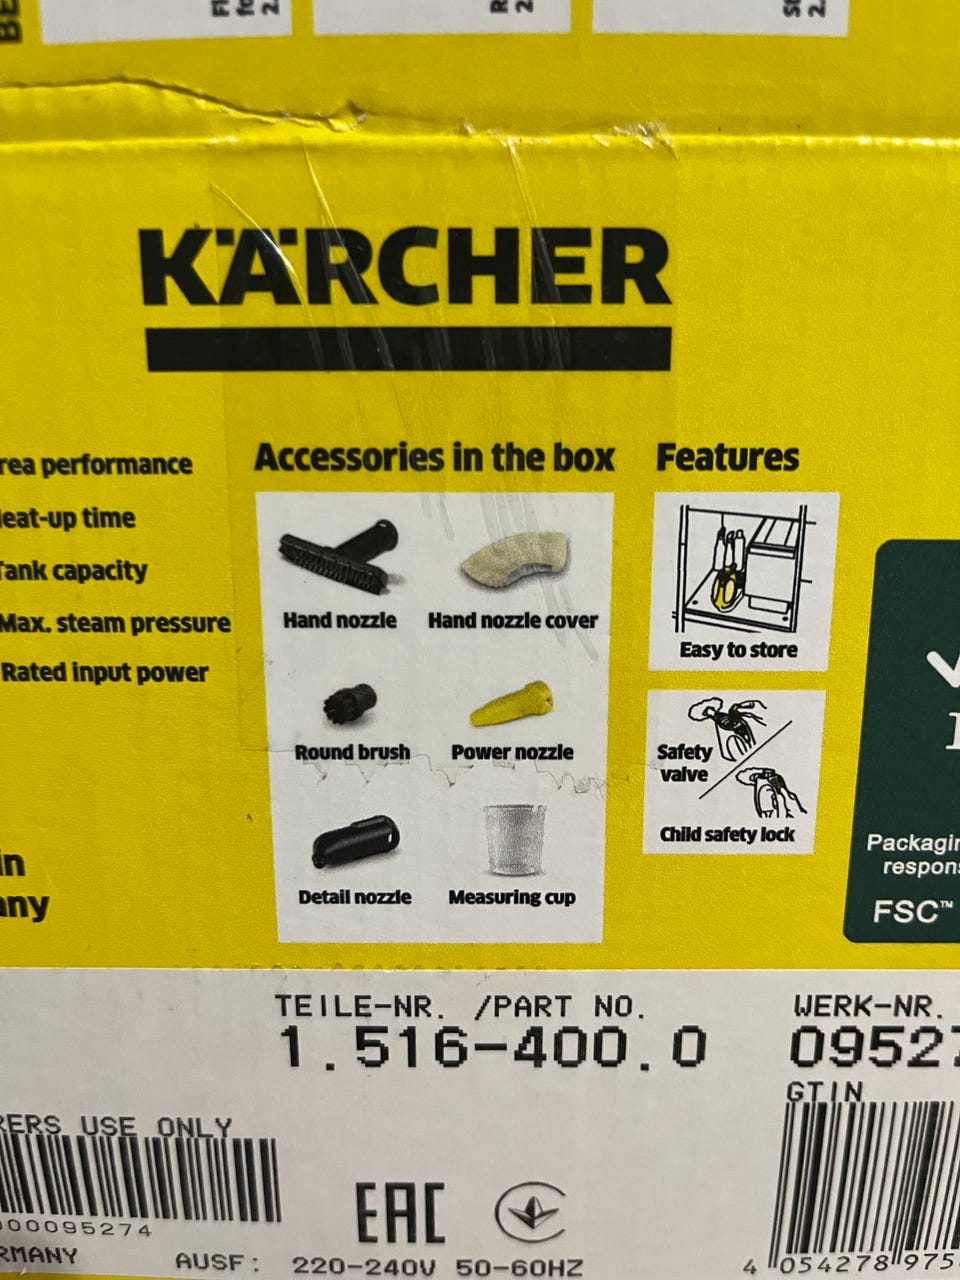 KÄRCHER
rea performance
eat-up time
Tank capacity
Max. steam pressure
Rated input power
Accessories in the box
Hand nozzle Hand nozzle cover
Round brush Power nozzle
Detail nozzle Measuring cup
Features
Easy to store
Safety
valve
Child safety lock
in
any
Packagin
respons
FSC™
TEILE-NR. /PART NO.
1.516-400.0
WERK-NR.
09527
GTIN
RERS USE ONLY
000095274
RMANY
AUSF: 220-240V 50-60HZ
EAC
4 054278 975